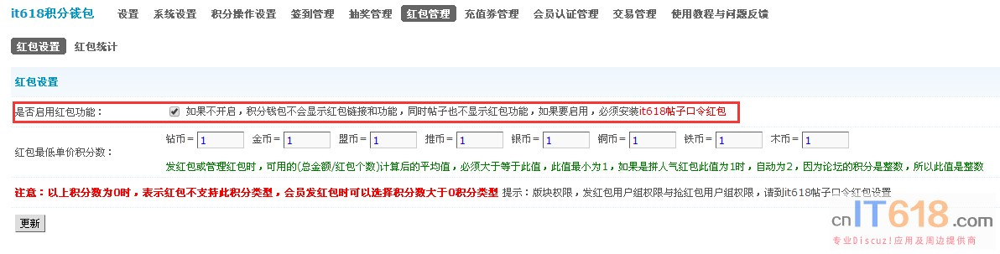 it618积分钱包 设置 系统设置 积分操作设置 签到管理 抽奖管理 红包管理 充值券管理 会员认证管理 交易管理 使用教程与问题反馈
红包设置 红包统计
红包设置
是否启用红包功能： 如果不开启，积分钱包不会显示红包链接和功能，同时帖子也不显示红包功能，如果要启用，必须安装it618帖子口令红包
钻币＝ 1 金币＝ 1 盟币＝ 1 推币＝ 1 银币＝ 1 铜币＝ 1 铁币＝ 1 木币＝ 1
红包最低单价积分数：
发红包或管理红包时，可用的(总金额/红包个数)计算后的平均值，必须大于等于此值，此值最小为1，如果是拼人气红包此值为1时，自动为2，因为论坛的积分是整数，所以此值是整数
注意：以上积分数为0时，表示红包不支持此积分类型，会员发红包时可以选择积分数大于0积分类型 提示：版块权限，发红包用户组权限与抢红包用户组权限，请到it618帖子口令红包设置
更新
cnIT618.com
专业Discuz!应用及周边提供商